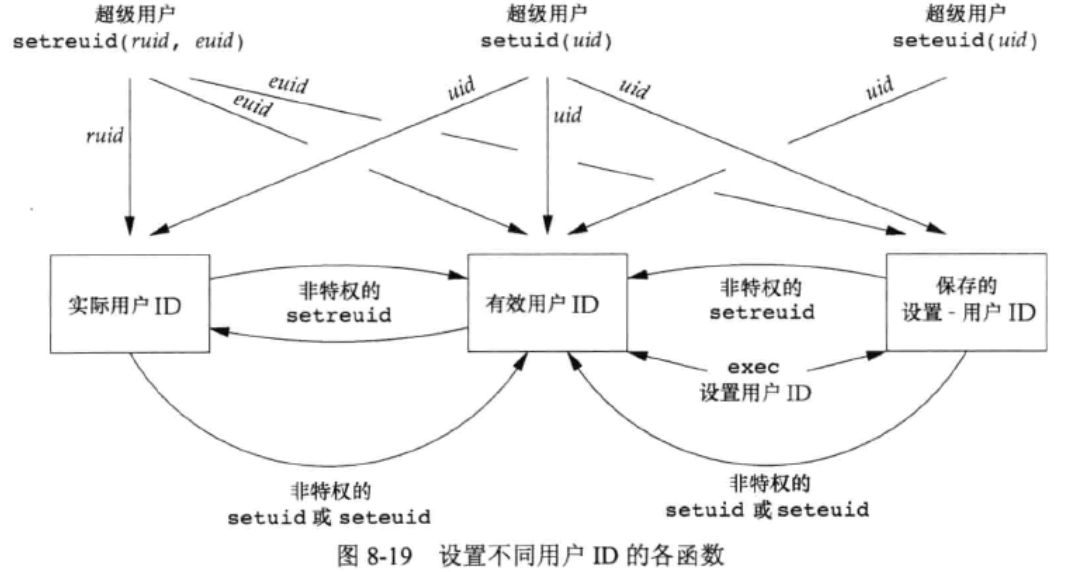 超级用户
setreuid(ruid, euid)
超级用户
setuid(uid)
超级用户
seteuid(uid)
ruid
euid
euid
uid
uid
uid
uid
实际用户 ID
非特权的
setreuid
有效用户 ID
非特权的
setreuid
保存的
设置 - 用户 ID
exec
设置用户 ID
非特权的
setuid 或 seteuid
非特权的
setuid 或 seteuid
图 8-19 设置不同用户 ID 的各函数